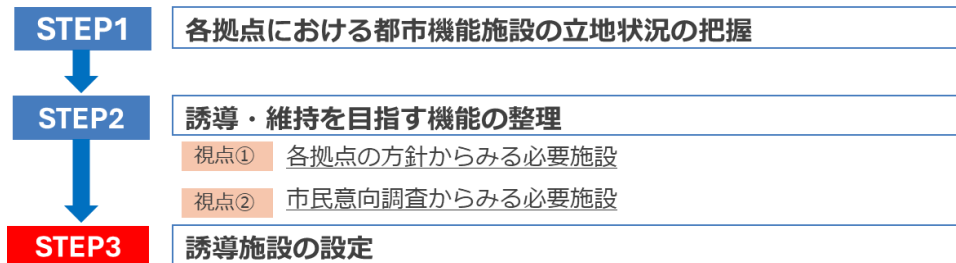 STEP1 各拠点における都市機能施設の立地状況の把握
STEP2 誘導・維持を目指す機能の整理
視点① 各拠点の方針からみる必要施設
視点② 市民意向調査からみる必要施設
STEP3 誘導施設の設定